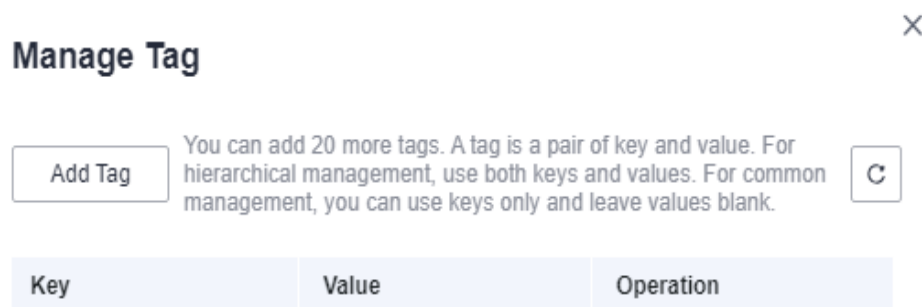 Manage Tag
You can add 20 more tags. A tag is a pair of key and value. For
Add Tag
hierarchical management, use both keys and values. For common
management, you can use keys only and leave values blank.
Key Value Operation